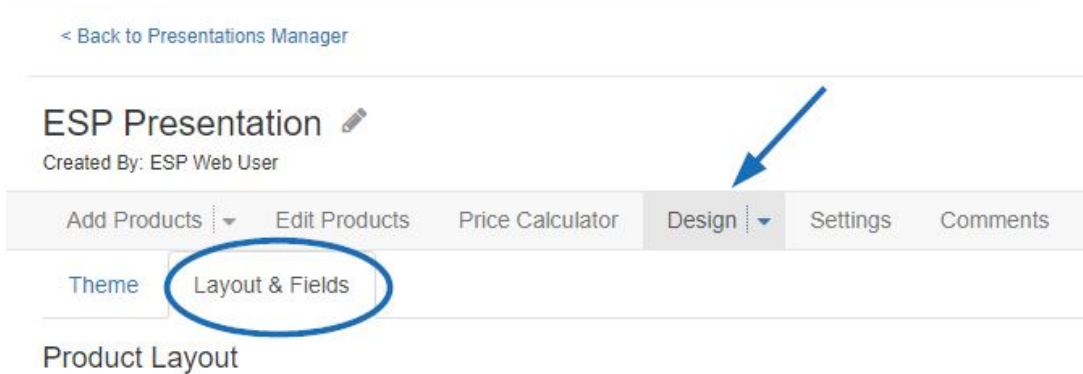 < Back to Presentations Manager
ESP Presentation
Created By: ESP Web User
Add Products Edit Products Price Calculator Design Settings Comments
Theme Layout & Fields
Product Layout